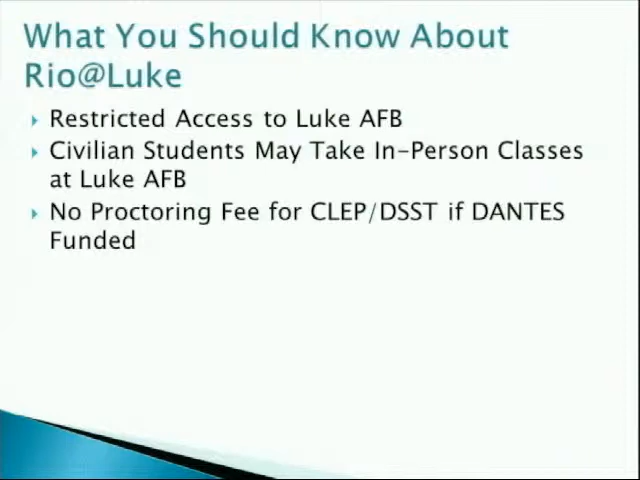 What You Should Know About
Rio@Luke
Restricted Access to Luke AFB
Civilian Students May Take In-Person Classes
at Luke AFB
No Proctoring Fee for CLEP/DSST if DANTES
Funded